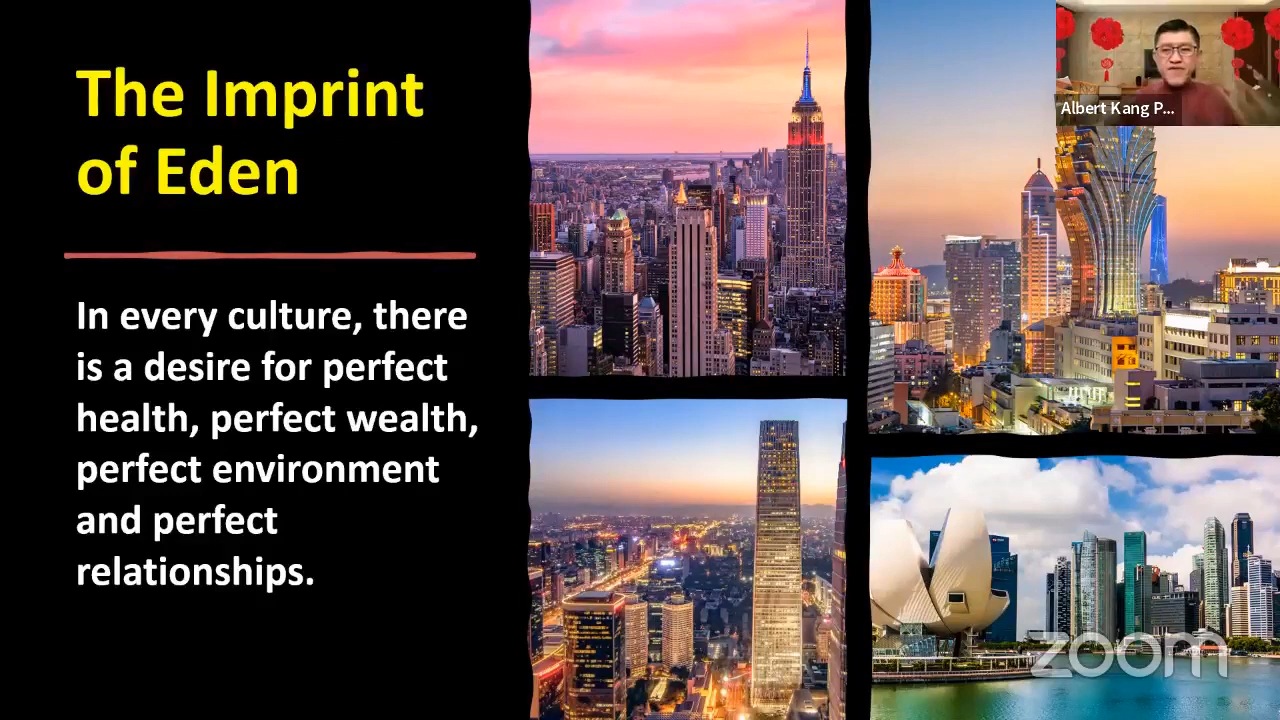 The Imprint
of Eden
In every culture, there
is a desire for perfect
health, perfect wealth,
perfect environment
and perfect
relationships.
Albert Kang P...
zoom